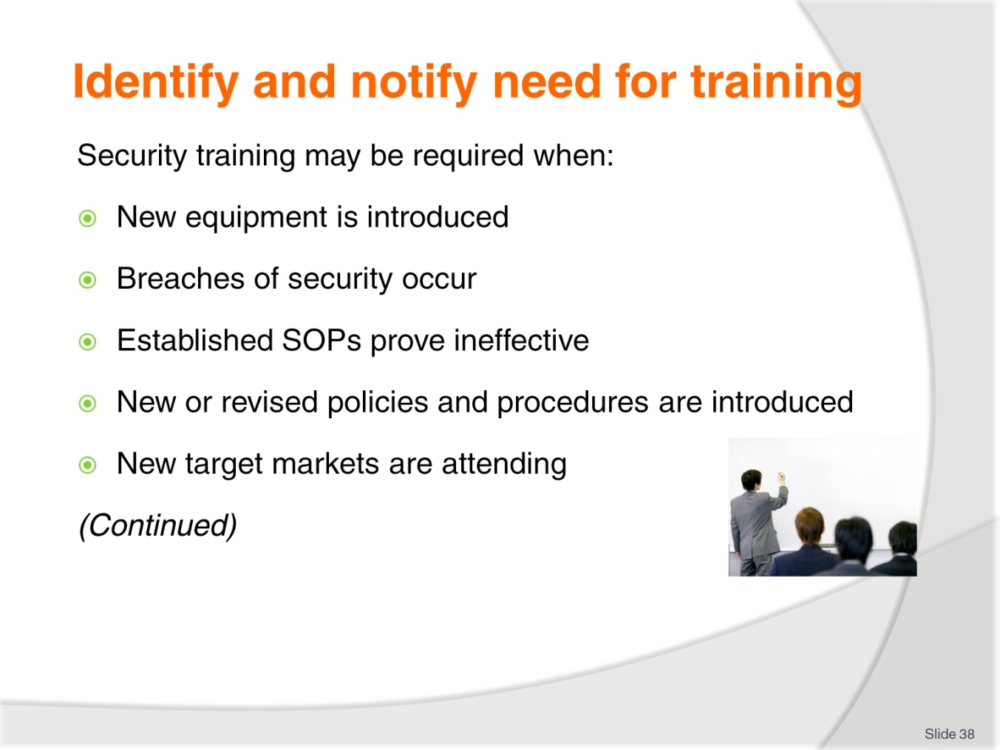 Identify and notify need for training
Security training may be required when:
New equipment is introduced
Breaches of security occur
Established SOPs prove ineffective
New or revised policies and procedures are introduced
New target markets are attending
(Continued)
Slide 38